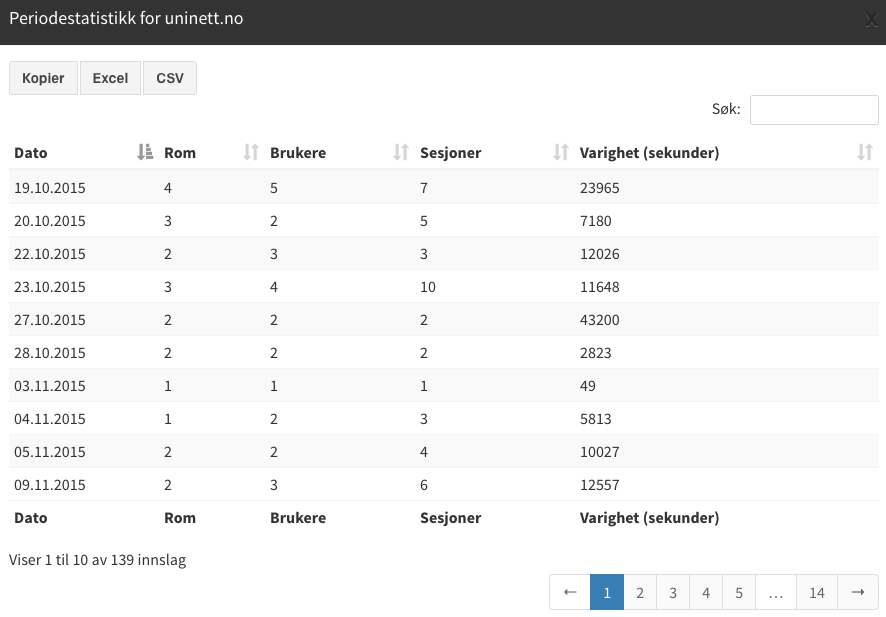 Periodestatistikk for uninett.no X
Kopier Excel CSV
Søk:
Dato Rom Brukere Sesjoner Varighet (sekunder)
19.10.2015 4 5 7 23965
20.10.2015 3 2 5 7180
22.10.2015 2 3 3 12026
23.10.2015 3 4 10 11648
27.10.2015 2 2 2 43200
28.10.2015 2 2 2 2823
03.11.2015 1 1 1 49
04.11.2015 1 2 3 5813
05.11.2015 2 2 4 10027
09.11.2015 2 3 6 12557
Dato Rom Brukere Sesjoner Varighet (sekunder)
Viser 1 til 10 av 139 innslag
← 1 2 3 4 5 … 14 →